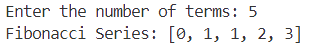 Enter the number of terms: 5
Fibonacci Series: [0, 1, 1, 2, 3]